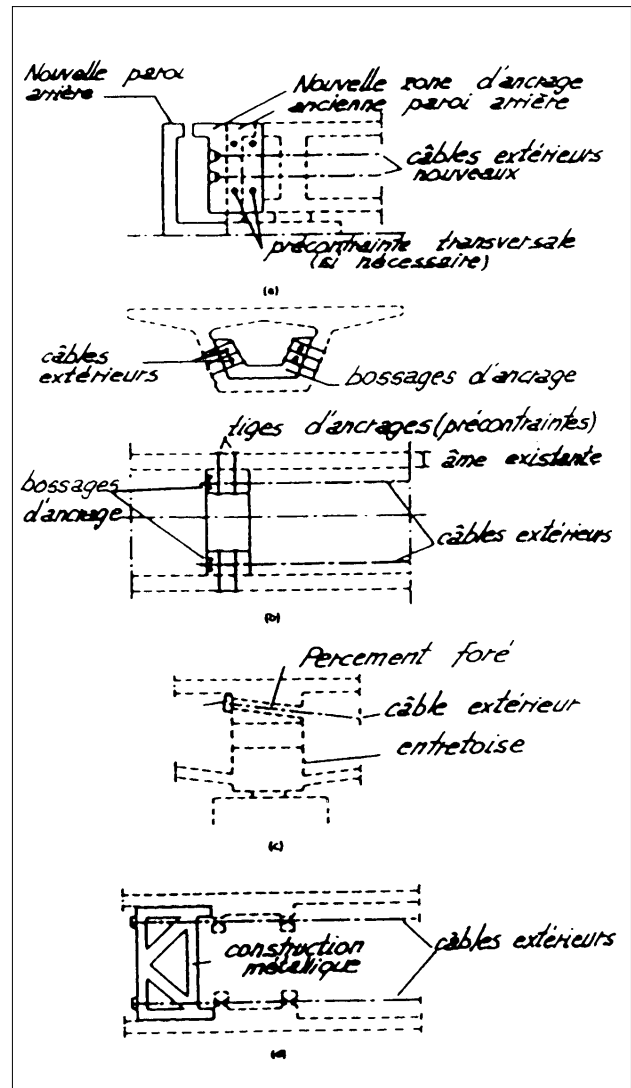 Nouvelle paroi
arrière
Nouvelle zone d'ancrage
ancienne paroi arrière
câbles extérieurs
nouveaux
précontrainte transversale
(si nécessaire)
(a)
câbles
extérieurs
bossages d'ancrage
tiges d'ancrages (précontraintes)
âme existante
bossages
d'ancrage
câbles extérieurs
(b)
Percement foré
câble extérieur
entretoise
(c)
construction
métallique
câbles extérieurs
(d)